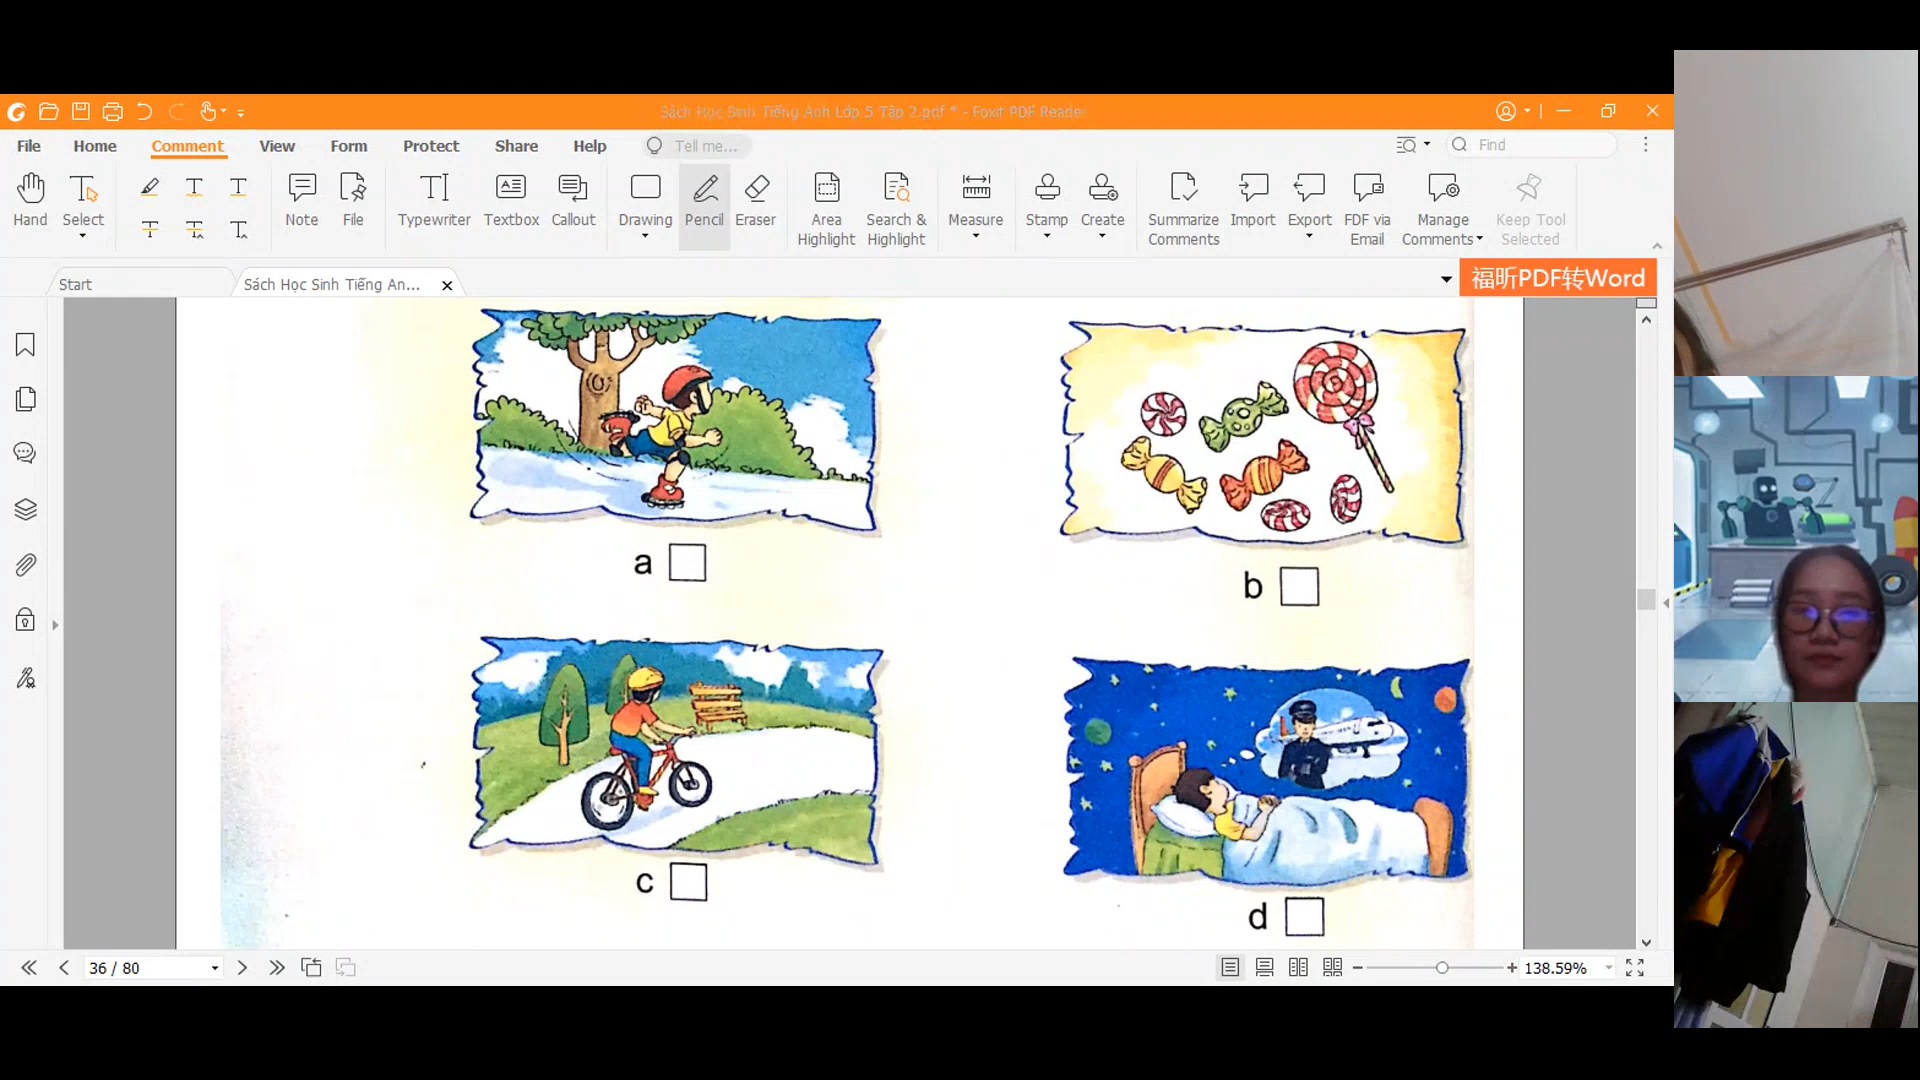 Sách Học Sinh Tiếng Anh Lớp 5 Tập 2.pdf * - Foxit PDF Reader
File Home Comment View Form Protect Share Help Tell me... Find
Hand Select Note File Typewriter Textbox Callout Drawing Pencil Eraser Area Highlight Search & Highlight Measure Stamp Create Summarize Comments Import Export FDF via Email Manage Comments Keep Tool Selected
Start Sách Học Sinh Tiếng An... 福昕PDF转Word
a
b
c
d
36 / 80 138.59%